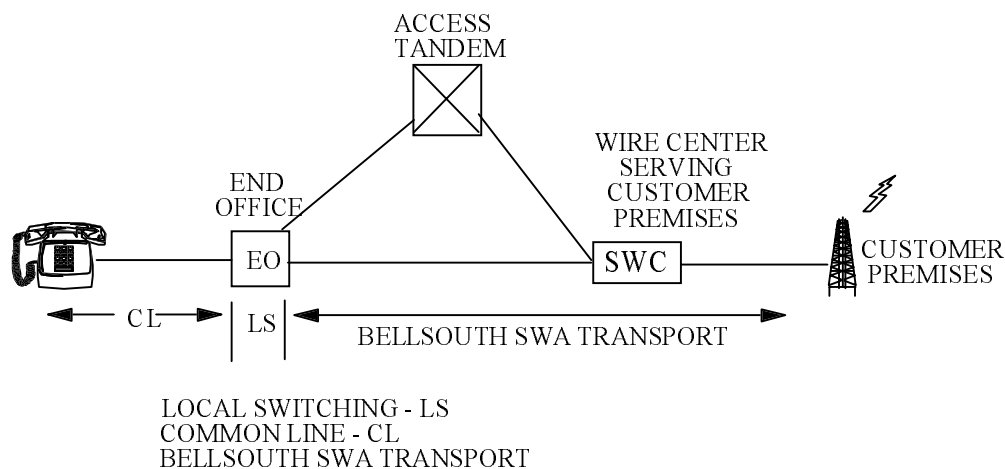 ACCESS
TANDEM
WIRE CENTER
SERVING
CUSTOMER
PREMISES
END
OFFICE
EO
SWC
CUSTOMER
PREMISES
CL
LS
BELLSOUTH SWA TRANSPORT
LOCAL SWITCHING - LS
COMMON LINE - CL
BELLSOUTH SWA TRANSPORT